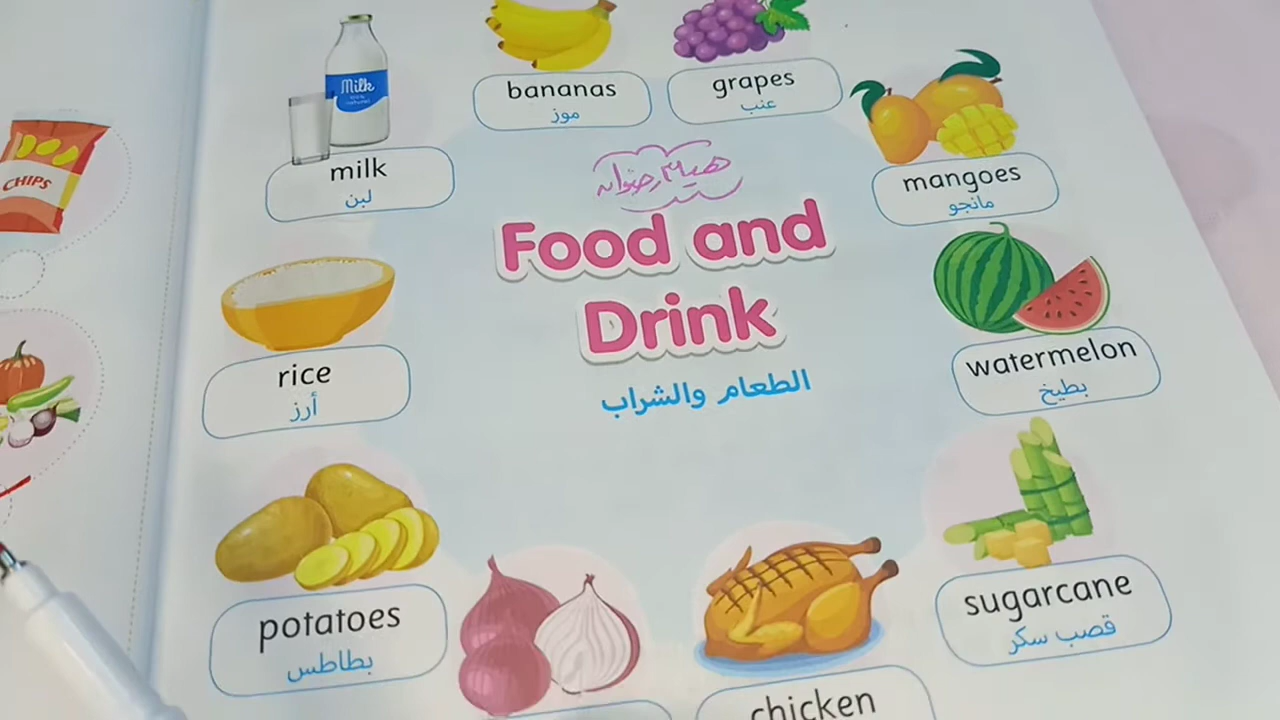 bananas
موز
grapes
عنب
Milk
milk
لبن
mangoes
مانجو
CHIPS
Food and
Drink
الطعام والشراب
watermelon
بطيخ
rice
أرز
sugarcane
قصب سكر
potatoes
بطاطس
chicken